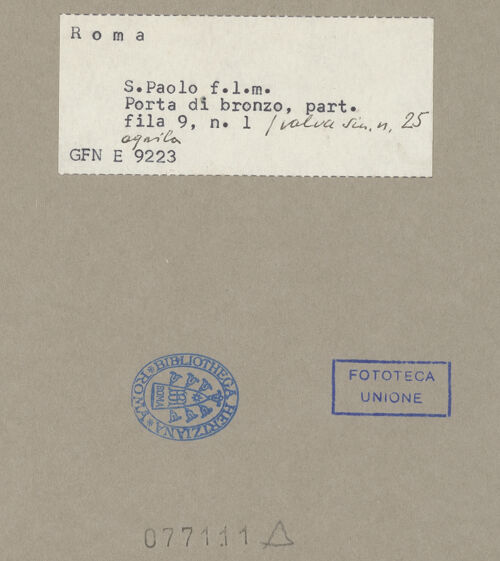 Roma
S.Paolo f.l.m.
Porta di bronzo, part.
fila 9, n. 1 / valva sin. n. 25
aquila
GFN E 9223
BIBLIOTHECA HERTZIANA ROMA
ROMA
FOTOTECA
UNIONE
077111